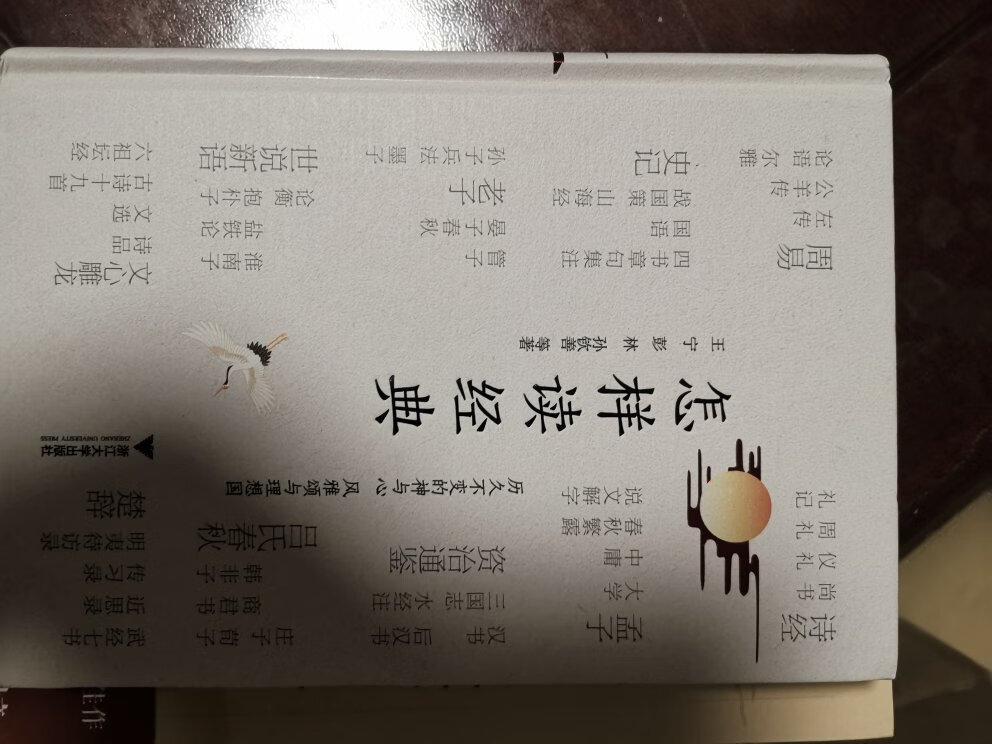 诗经
尚书
仪礼
周礼
礼记
孟子
大学
中庸
春秋繁露
说文解字
汉书 后汉书
三国志 水经注
资治通鉴
庄子 荀子
商君书
韩非子
吕氏春秋
武经七书
近思录
传习录
明夷待访录
楚辞
历久不变的神与心 风雅颂与理想国
怎样读经典
王宁 彭林 孙钦善等著
浙江大学出版社
ZHEJIANG UNIVERSITY PRESS
周易
左传
公羊传
论语 尔雅
四书章句集注
国语
战国策 山海经
史记
管子
晏子春秋
老子
孙子兵法 墨子
淮南子
盐铁论
论衡 抱朴子
世说新语
文心雕龙
诗品
文选
古诗十九首
六祖坛经